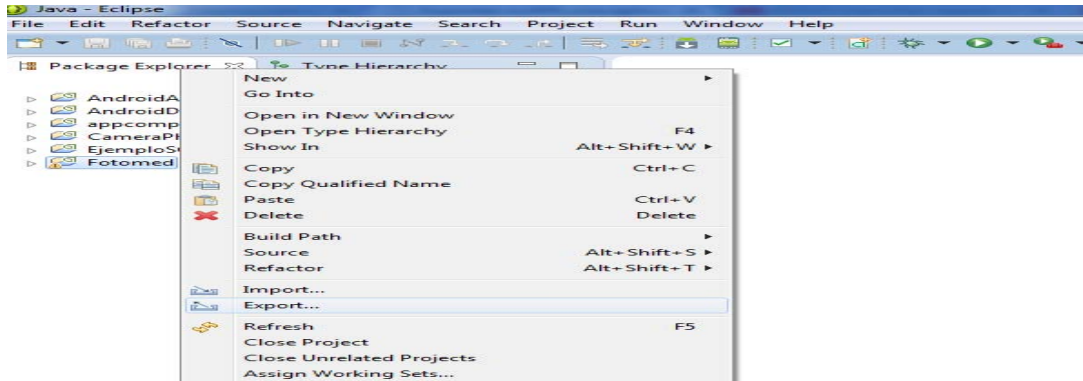 Java - Eclipse
File Edit Refactor Source Navigate Search Project Run Window Help
Package Explorer Type Hierarchy
New
Go Into
AndroidA
Open in New Window
AndroidD
Open Type Hierarchy F4
appcomp
Show In Alt+Shift+W
CameraPh
EjemploS
Fotomed
Copy Ctrl+C
Copy Qualified Name
Paste Ctrl+V
Delete Delete
Build Path
Source Alt+Shift+S
Refactor Alt+Shift+T
Import...
Export...
Refresh F5
Close Project
Close Unrelated Projects
Assign Working Sets...